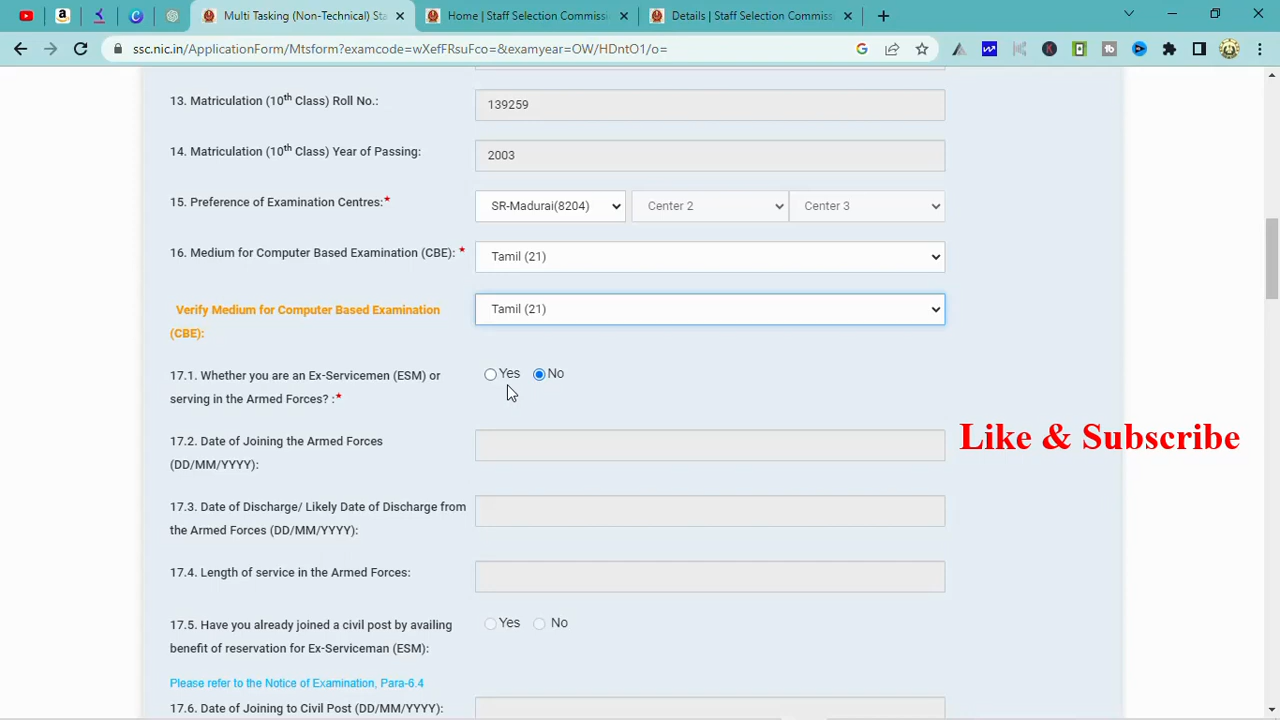 Multi Tasking (Non-Technical) Sta
Home | Staff Selection Commissi
Details | Staff Selection Commiss
ssc.nic.in/ApplicationForm/Mtsform?examcode=wXefFRsuFco=&examyear=OW/HDntO1/o=
13. Matriculation (10th Class) Roll No.:
139259
14. Matriculation (10th Class) Year of Passing:
2003
15. Preference of Examination Centres:*
SR-Madurai(8204)
Center 2
Center 3
16. Medium for Computer Based Examination (CBE): *
Tamil (21)
Verify Medium for Computer Based Examination
(CBE):
Tamil (21)
17.1. Whether you are an Ex-Servicemen (ESM) or
serving in the Armed Forces? :*
Yes No
Like & Subscribe
17.2. Date of Joining the Armed Forces
(DD/MM/YYYY):
17.3. Date of Discharge/ Likely Date of Discharge from
the Armed Forces (DD/MM/YYYY):
17.4. Length of service in the Armed Forces:
17.5. Have you already joined a civil post by availing
benefit of reservation for Ex-Serviceman (ESM):
Yes No
Please refer to the Notice of Examination, Para-6.4
17.6. Date of Joining to Civil Post (DD/MM/YYYY):